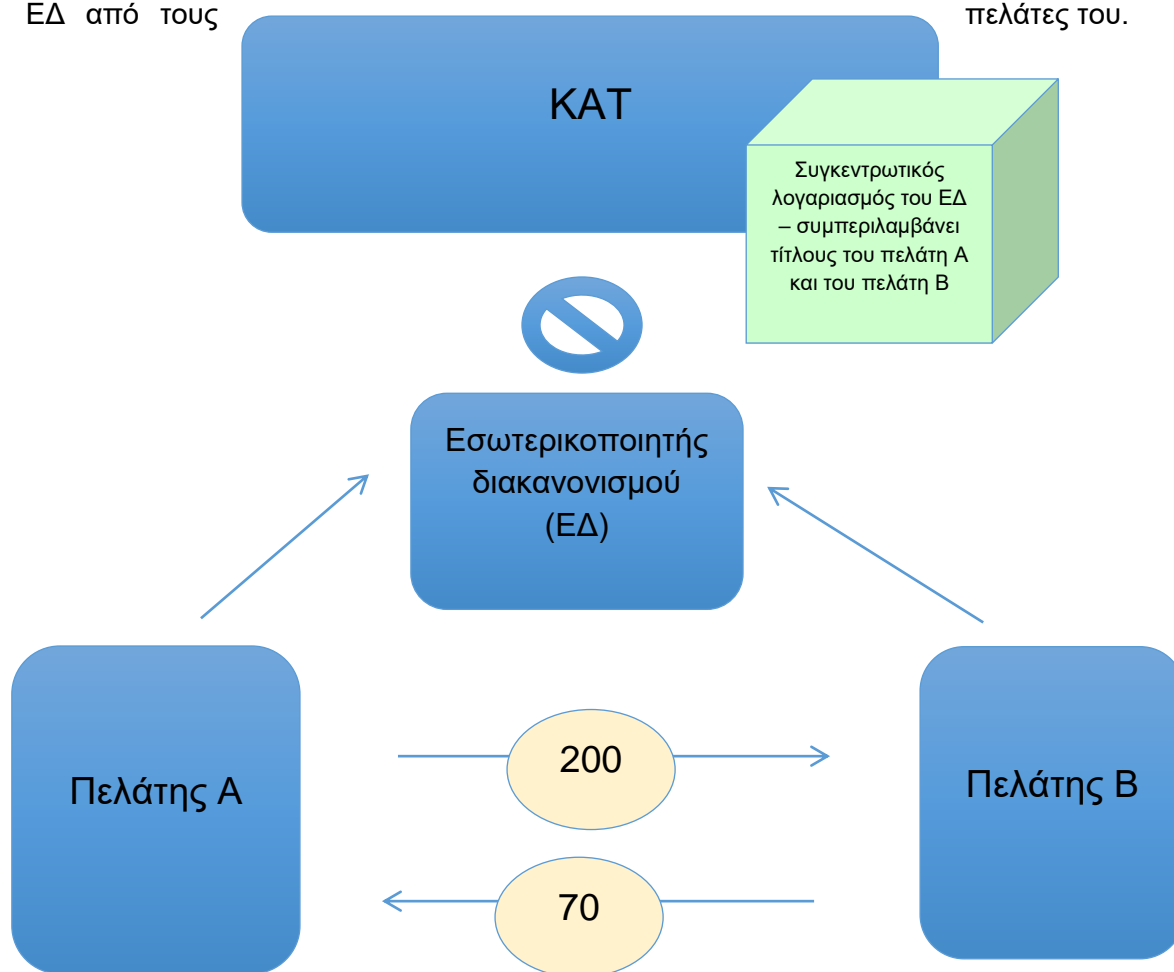 ΕΔ από τους πελάτες του.
ΚΑΤ
Συγκεντρωτικός
λογαριασμός του ΕΔ
– συμπεριλαμβάνει
τίτλους του πελάτη Α
και του πελάτη Β
Εσωτερικοποιητής
διακανονισμού
(ΕΔ)
Πελάτης Α
200
Πελάτης Β
70